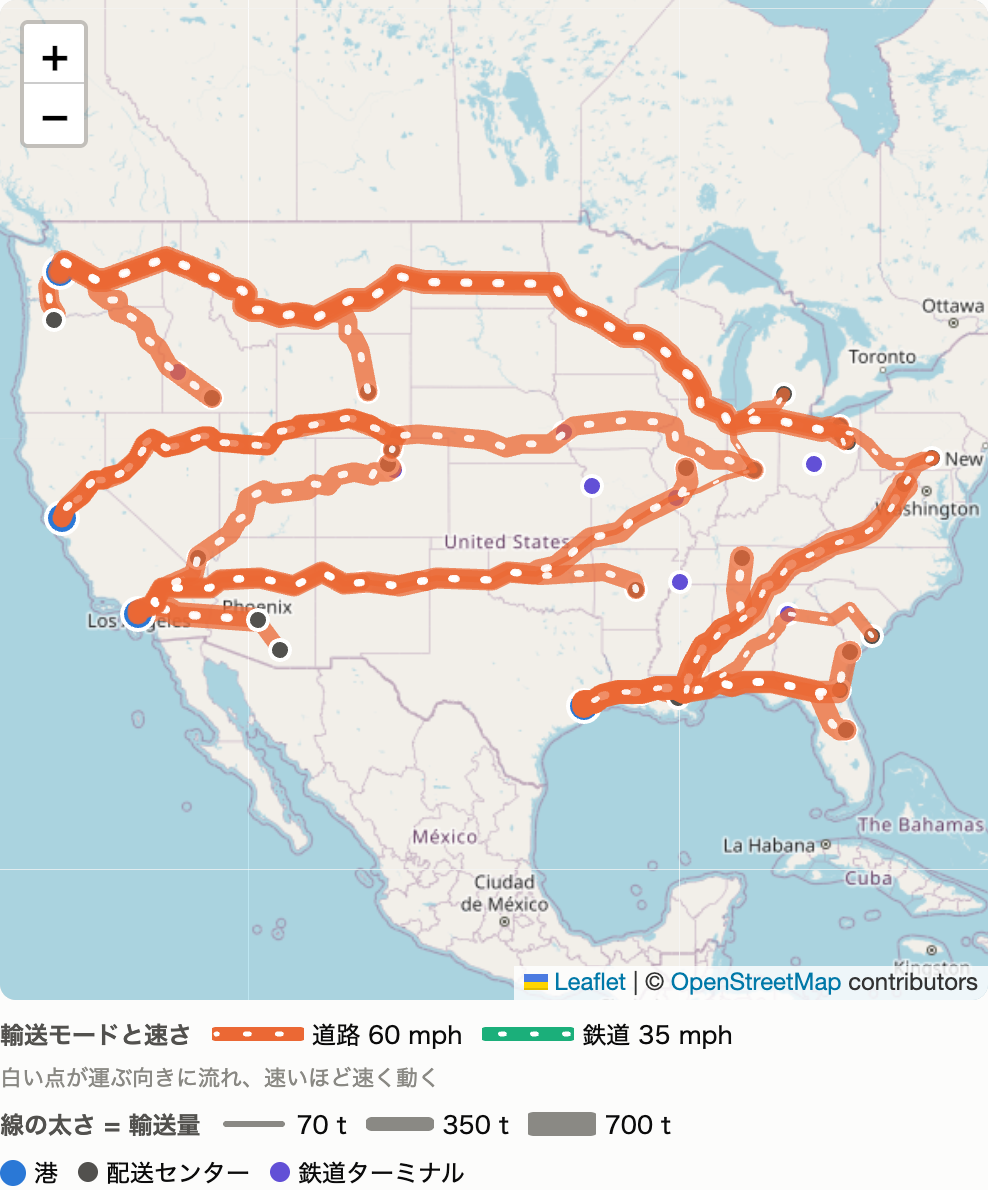 +
−
Ottawa
Toronto
New
Washington
United States
Phoenix
Los Angeles
México
La Habana
The Bahamas
Cuba
Ciudad
de México
Kingston
Leaflet | © OpenStreetMap contributors
輸送モードと速さ 道路 60 mph 鉄道 35 mph
白い点が運ぶ向きに流れ、速いほど速く動く
線の太さ = 輸送量 70 t 350 t 700 t
港 配送センター 鉄道ターミナル